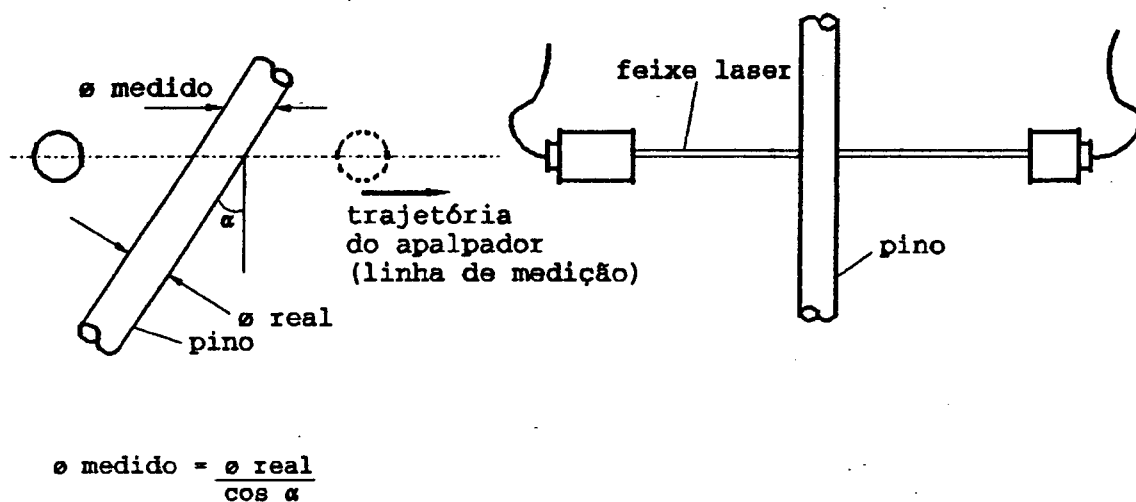 ø medido
feixe laser
α
trajetória
do apalpador
(linha de medição)
ø real
pino
pino
ø medido = ø real
cos α